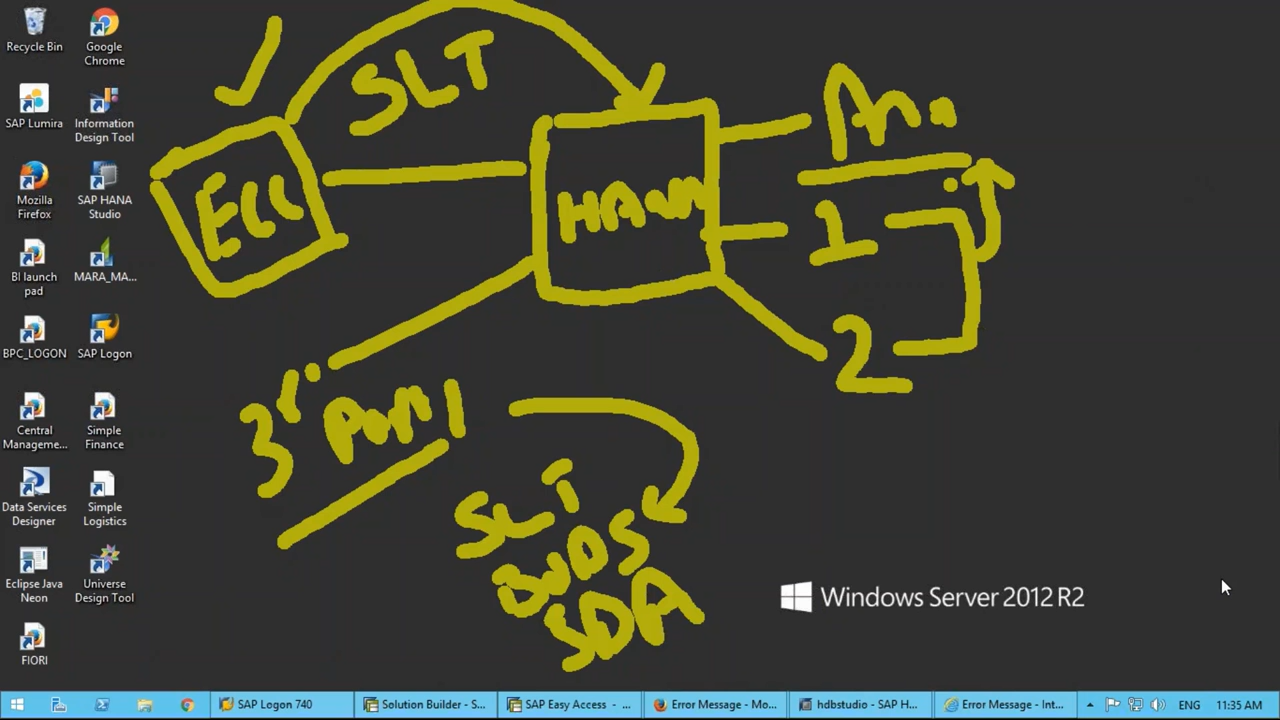 Recycle Bin
Google
Chrome
SAP Lumira
Information
Design Tool
Mozilla
Firefox
SAP HANA
Studio
BI launch
pad
MARA_MA...
BPC_LOGON
SAP Logon
Central
Manageme...
Simple
Finance
Data Services
Designer
Simple
Logistics
Eclipse Java
Neon
Universe
Design Tool
FIORI
SLT
ECC
1
2
3r
SLT
BODS
SDA
Windows Server 2012 R2
SAP Logon 740
Solution Builder - S...
SAP Easy Access - ...
Error Message - Mo...
hdbstudio - SAP H...
Error Message - Int...
ENG
11:35 AM